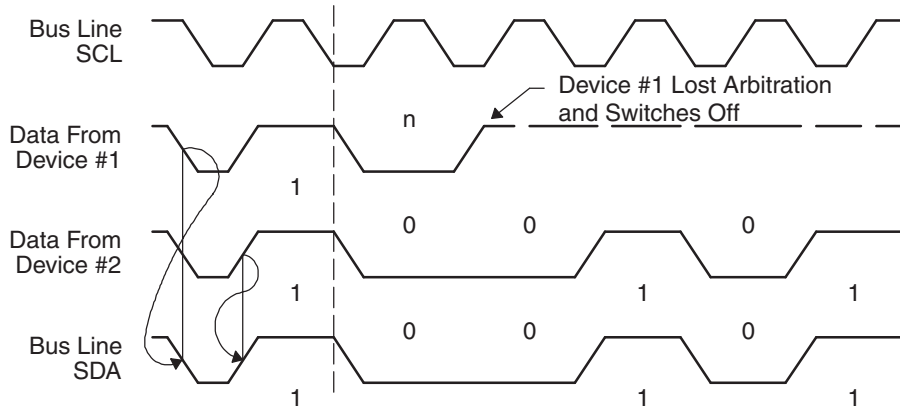 Bus Line
SCL
Device #1 Lost Arbitration
and Switches Off
n
Data From
Device #1
1
0 0 0
Data From
Device #2
1 1 1
0 0 0
Bus Line
SDA
1 1 1